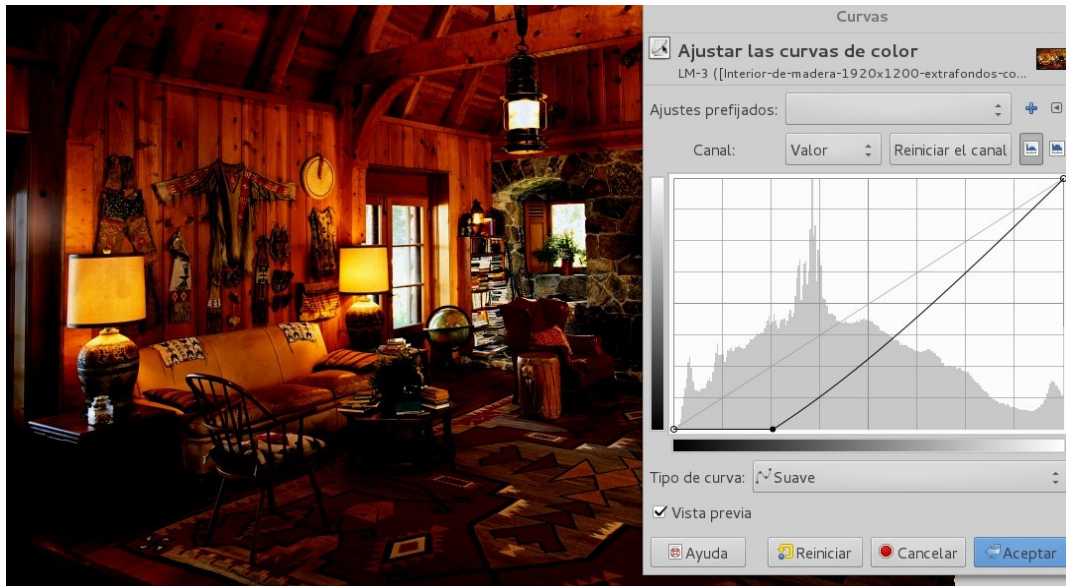 Curvas
Ajustar las curvas de color
LM-3 ([Interior-de-madera-1920x1200-extrafondos-co...
Ajustes prefijados:
Canal: Valor Reiniciar el canal
Tipo de curva: Suave
Vista previa
Ayuda Reiniciar Cancelar Aceptar